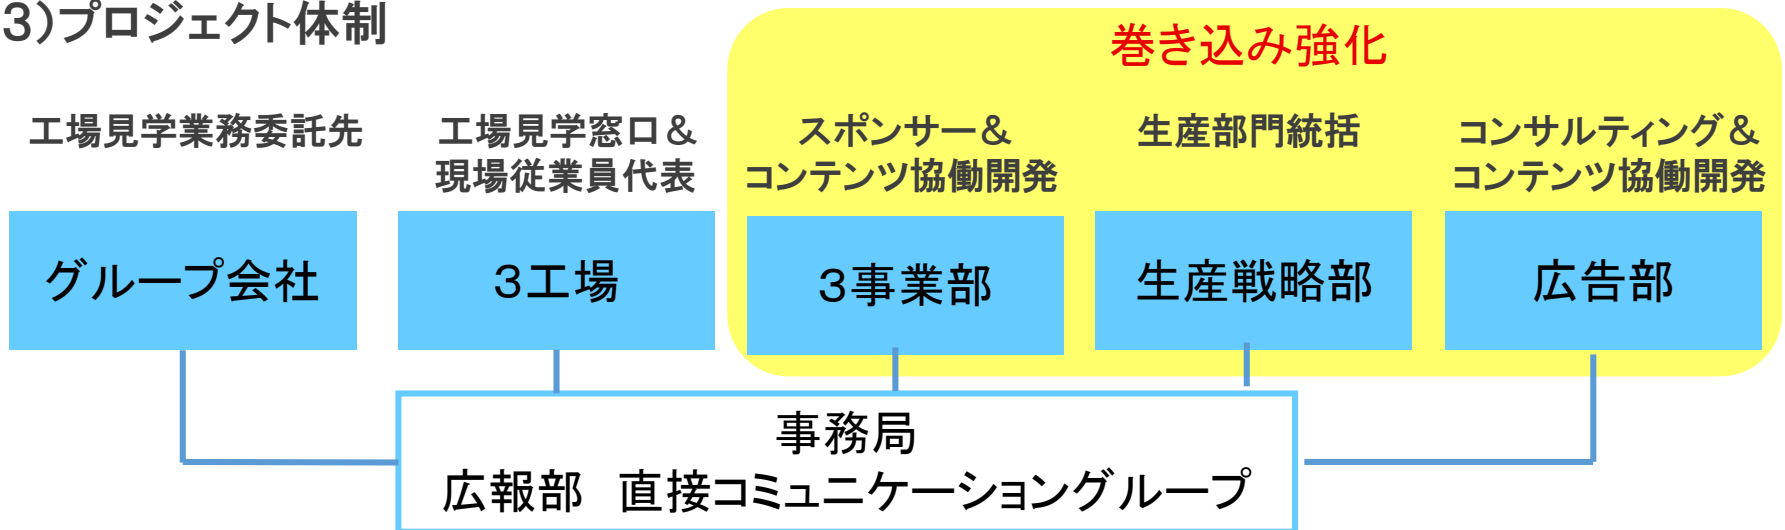 3)プロジェクト体制
巻き込み強化
工場見学業務委託先
工場見学窓口&
現場従業員代表
スポンサー&
コンテンツ協働開発
生産部門統括
コンサルティング&
コンテンツ協働開発
グループ会社
3工場
3事業部
生産戦略部
広告部
事務局
広報部 直接コミュニケーショングループ